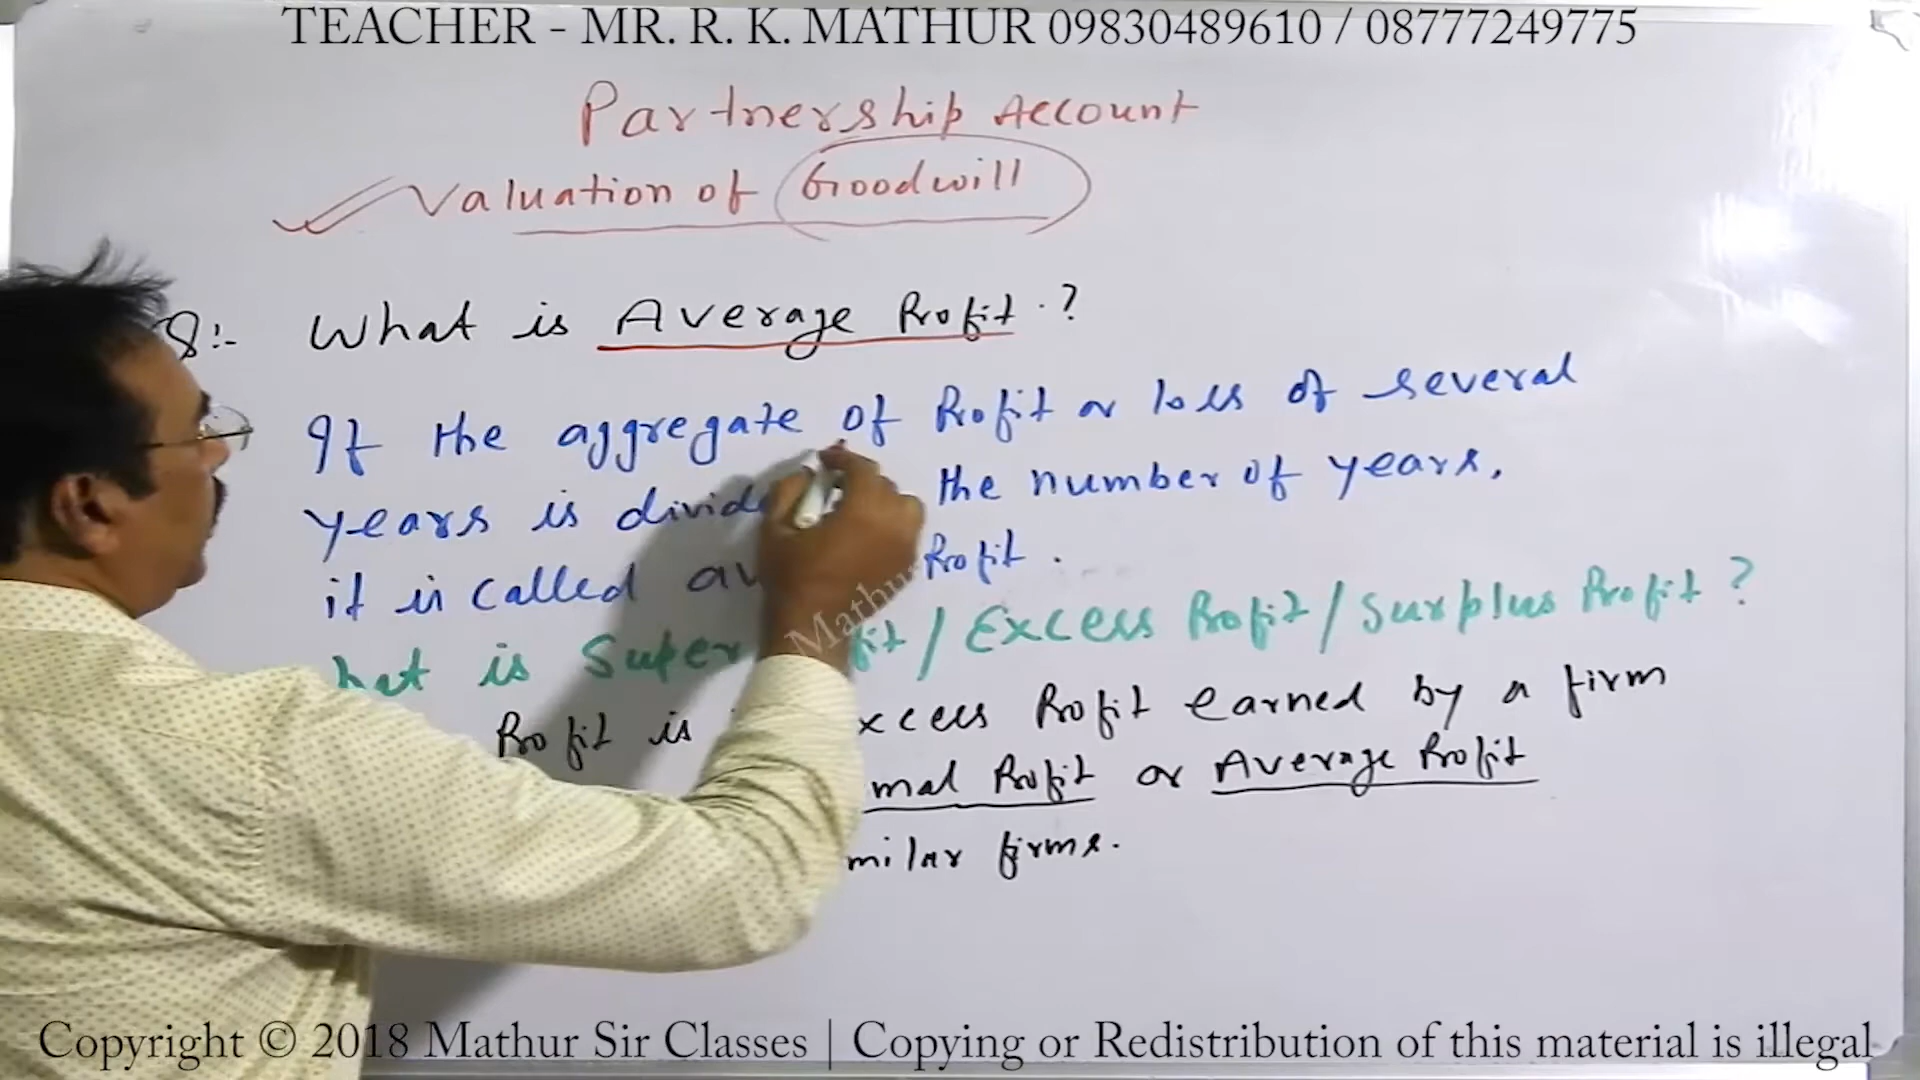 TEACHER - MR. R. K. MATHUR 09830489610 / 08777249775
Partnership Account
Valuation of Goodwill
8:- What is Average Profit.?
If the aggregate of Profit or loss of several
years is divide the number of years,
it is called av Profit.
hat is Super fit / Excess Profit / Surplus Profit ?
Profit is xcess Profit earned by a firm
mal Profit or Average Profit
milar firms.
Mathur
Copyright © 2018 Mathur Sir Classes | Copying or Redistribution of this material is illegal